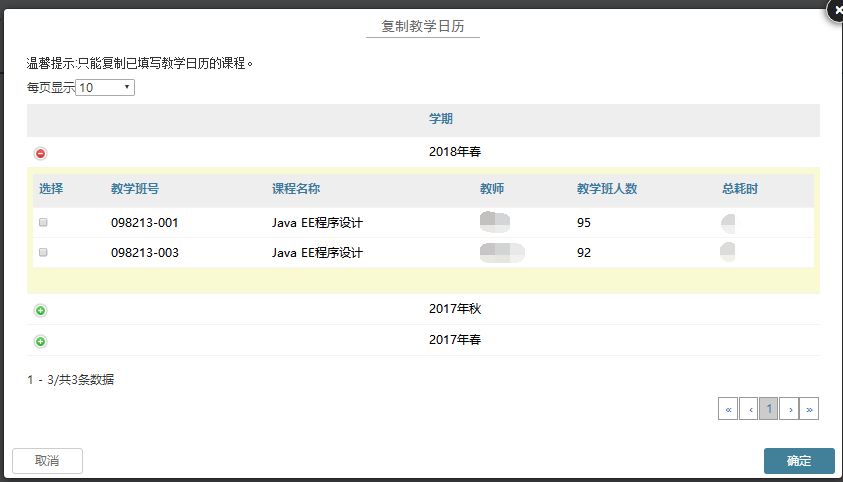 复制教学日历
温馨提示:只能复制已填写教学日历的课程。
每页显示 10
学期
2018年春
选择 教学班号 课程名称 教师 教学班人数 总耗时
098213-001 Java EE程序设计 95
098213-003 Java EE程序设计 92
2017年秋
2017年春
1 - 3/共3条数据
« ‹ 1 › »
取消 确定